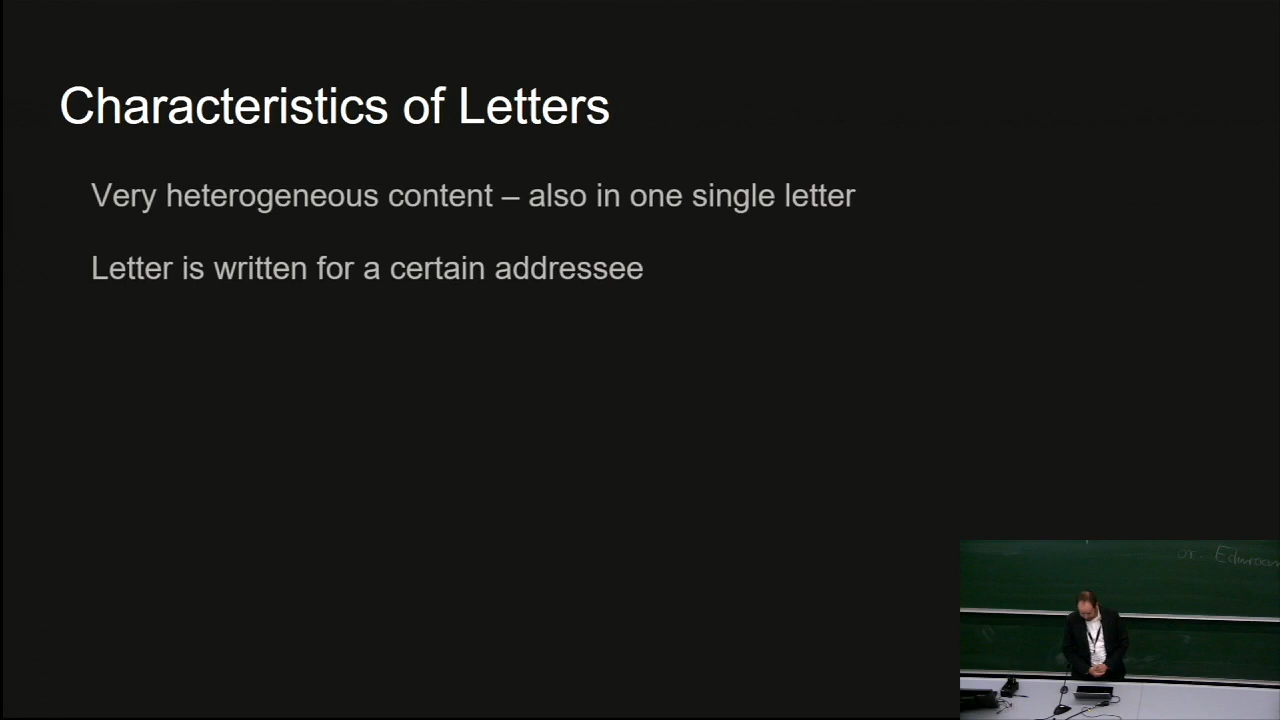 Characteristics of Letters
Very heterogeneous content – also in one single letter
Letter is written for a certain addressee